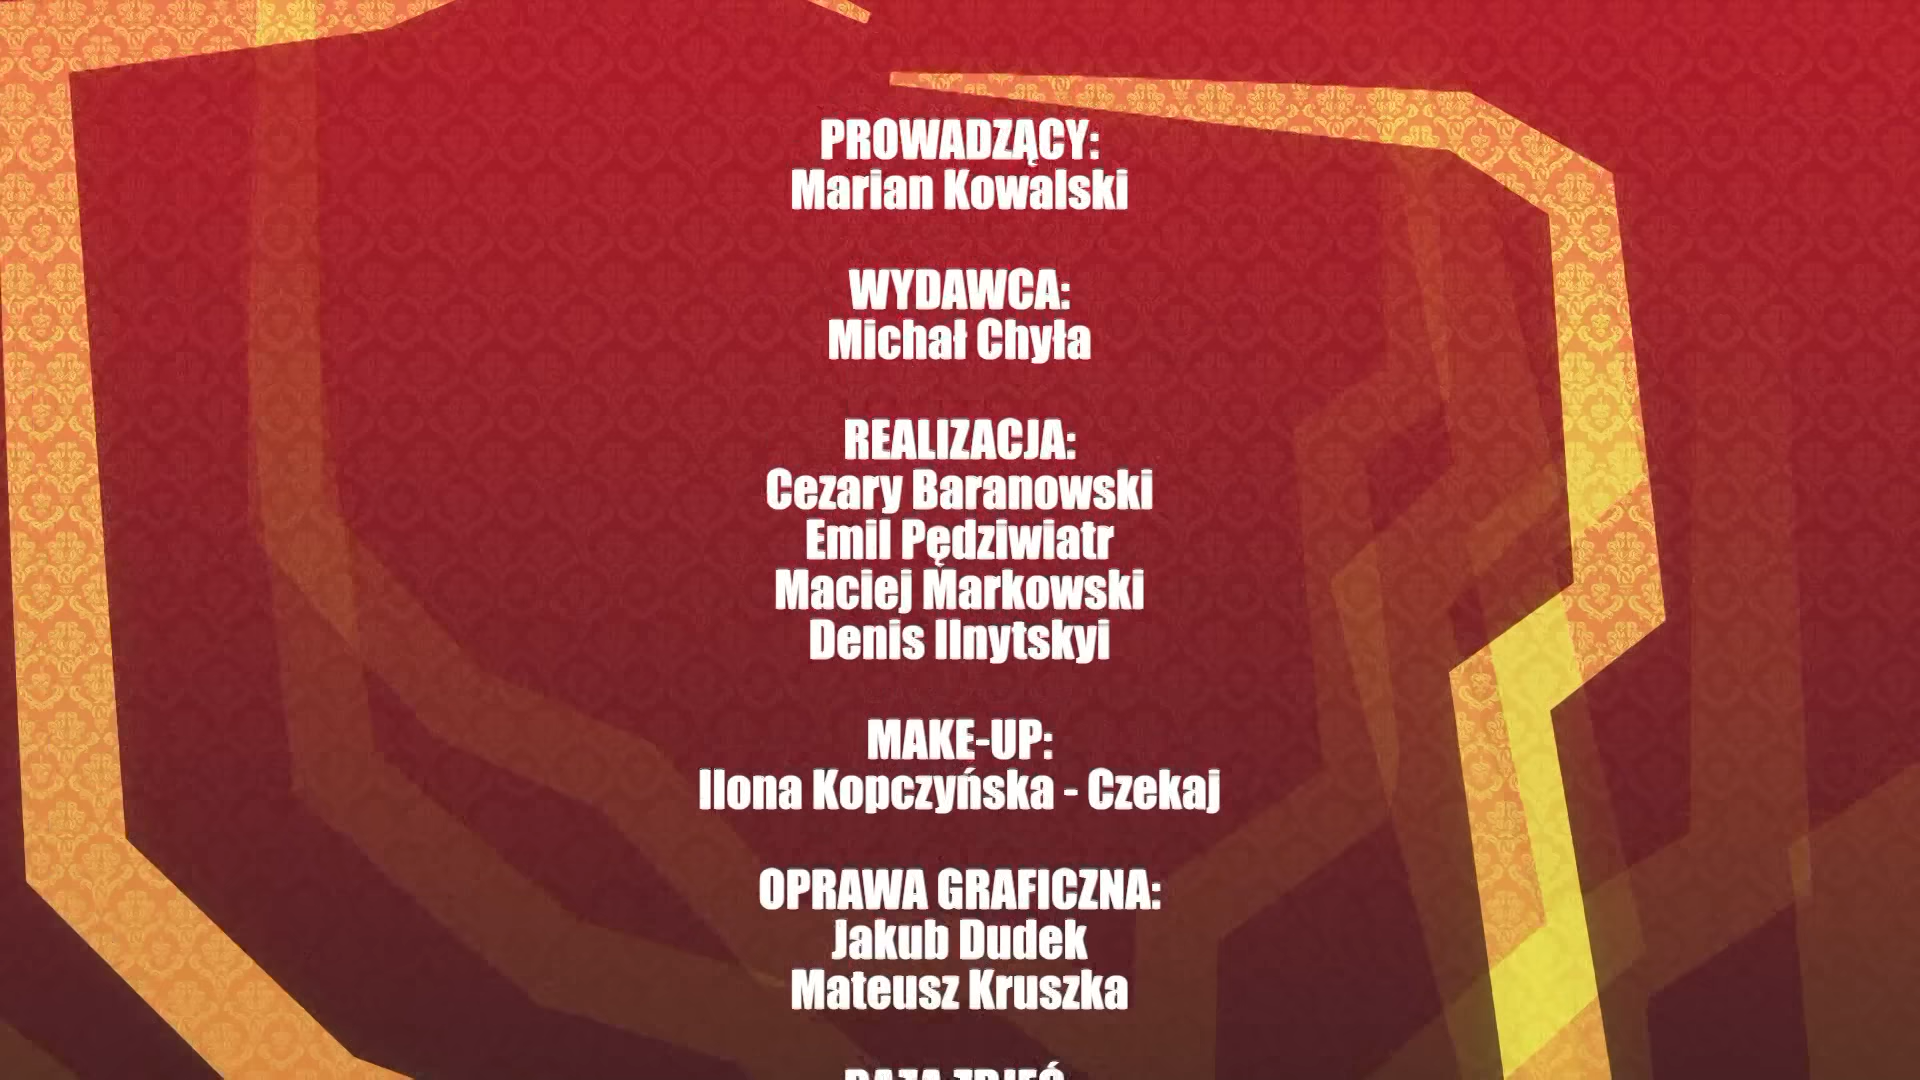 PROWADZĄCY:
Marian Kowalski
WYDAWCA:
Michał Chyła
REALIZACJA:
Cezary Baranowski
Emil Pędziwiatr
Maciej Markowski
Denis Ilnytskyi
MAKE-UP:
Ilona Kopczyńska - Czekaj
OPRAWA GRAFICZNA:
Jakub Dudek
Mateusz Kruszka